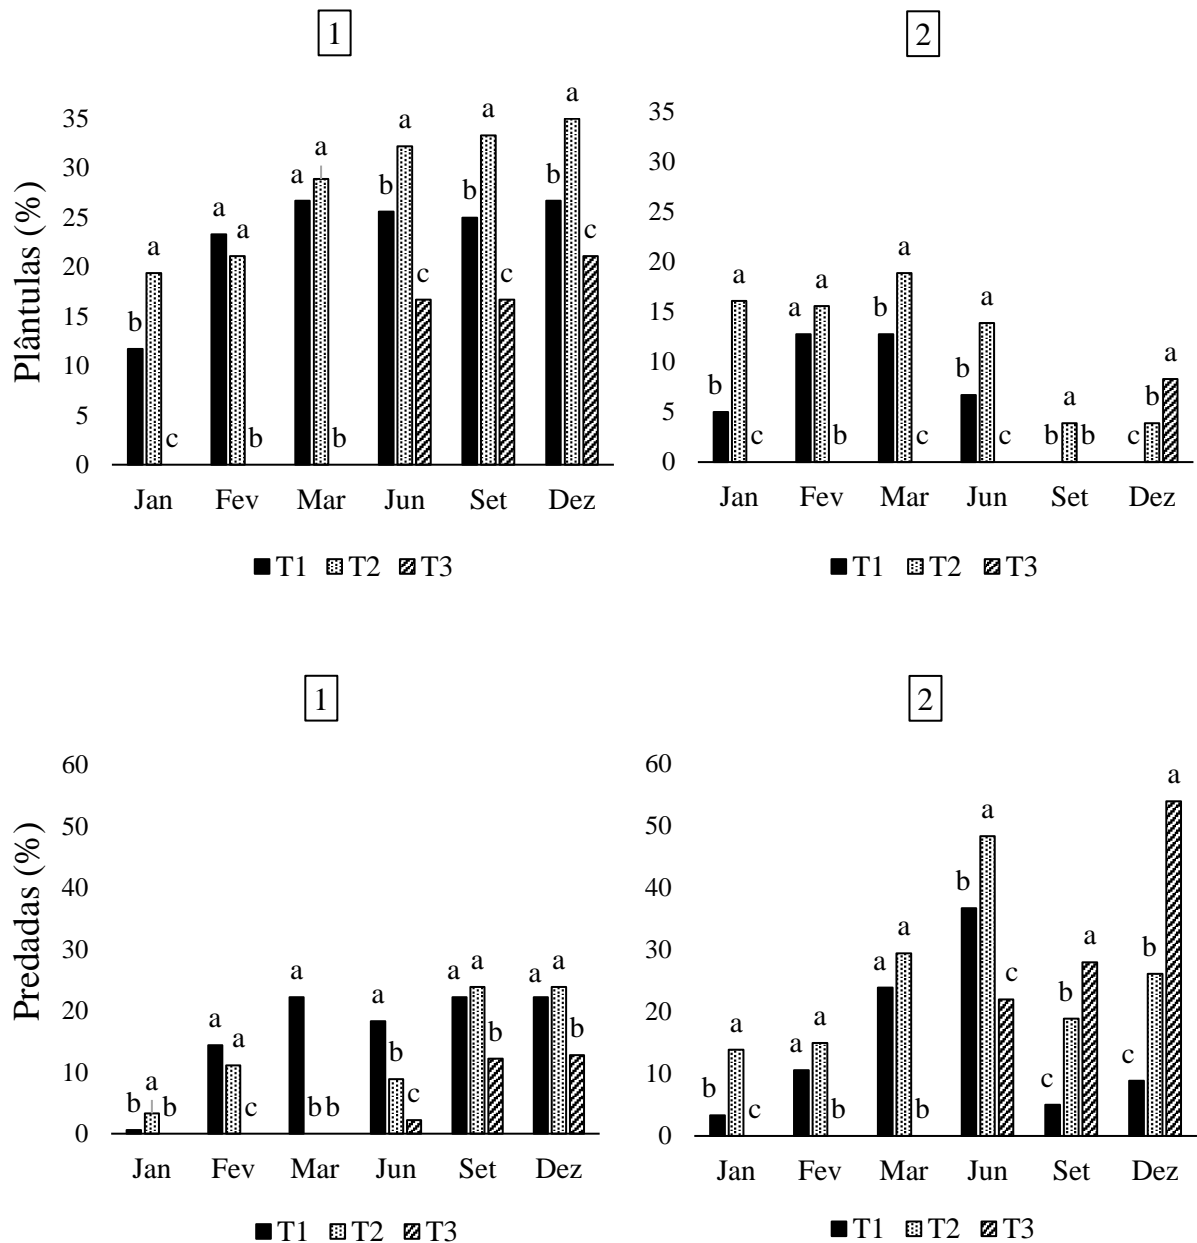 1
Plântulas (%)
35
30
25
20
15
10
5
0
b a c
a a b
a a b
b a c
b a c
b a c
Jan Fev Mar Jun Set Dez
T1 T2 T3
2
35
30
25
20
15
10
5
0
b a c
a a b
b a c
b a c
b a b
c b a
Jan Fev Mar Jun Set Dez
T1 T2 T3
1
Predadas (%)
60
50
40
30
20
10
0
b a b
a a c
a b b
a b c
a a b
a a b
Jan Fev Mar Jun Set Dez
T1 T2 T3
2
60
50
40
30
20
10
0
b a c
a a b
a a b
b a c
c b a
c b a
Jan Fev Mar Jun Set Dez
T1 T2 T3